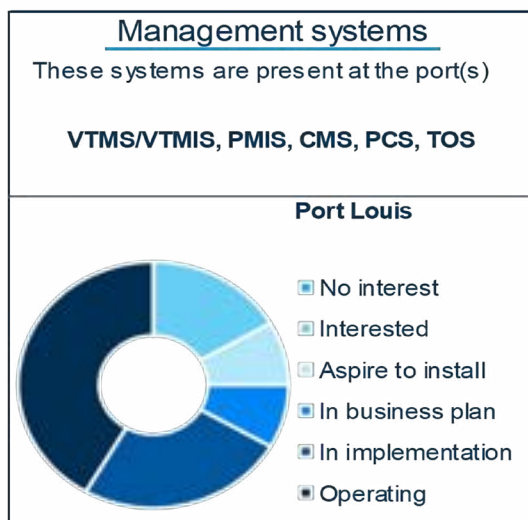 Management systems
These systems are present at the port(s)
VTMS/VTMIS, PMIS, CMS, PCS, TOS
Port Louis
No interest
Interested
Aspire to install
In business plan
In implementation
Operating